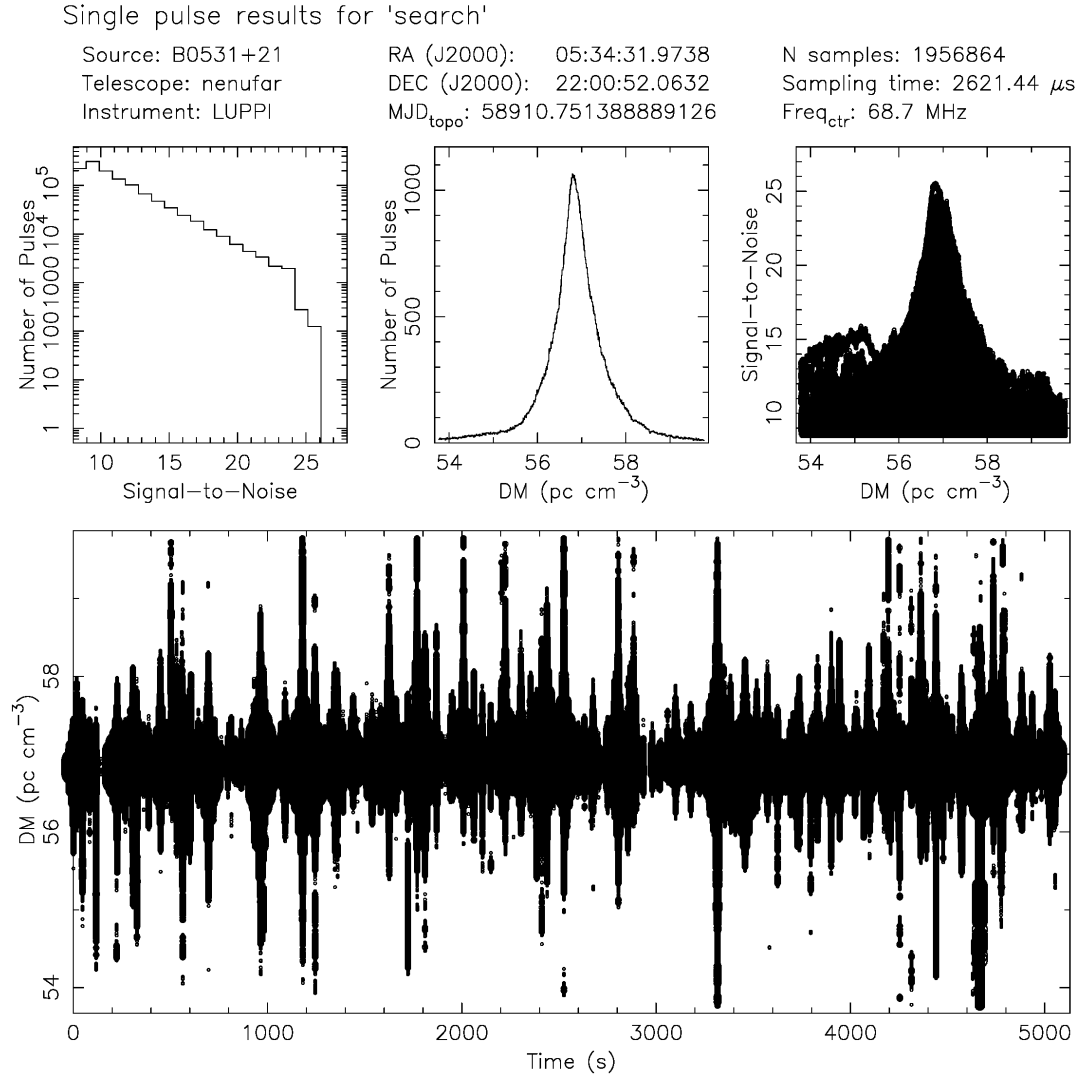 Single pulse results for 'search'
Source: B0531+21 RA (J2000): 05:34:31.9738 N samples: 1956864
Telescope: nenufar DEC (J2000): 22:00:52.0632 Sampling time: 2621.44 μs
Instrument: LUPPI MJD_topo: 58910.751388889126 Freq_ctr: 68.7 MHz
Number of Pulses
1 10 100 1000 10^4 10^5
10 15 20 25
Signal-to-Noise
Number of Pulses
0 500 1000
54 56 58
DM (pc cm^-3)
Signal-to-Noise
10 15 20 25
54 56 58
DM (pc cm^-3)
DM (pc cm^-3)
54 56 58
0 1000 2000 3000 4000 5000
Time (s)